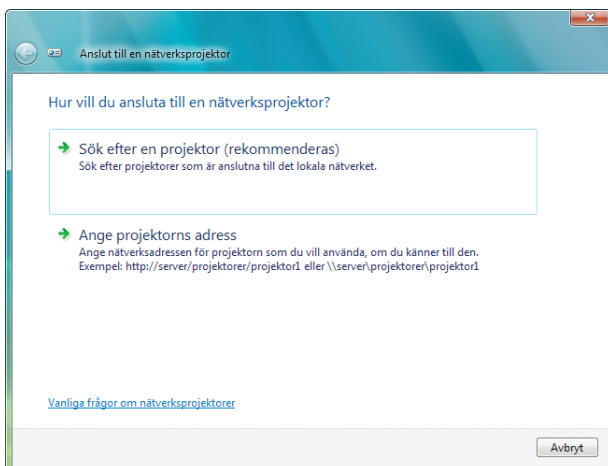 Anslut till en nätverksprojektor
Hur vill du ansluta till en nätverksprojektor?
Sök efter en projektor (rekommenderas)
Sök efter projektorer som är anslutna till det lokala nätverket.
Ange projektorns adress
Ange nätverksadressen för projektorn som du vill använda, om du känner till den.
Exempel: http://server/projektorer/projektor1 eller \\server\projektorer\projektor1
Vanliga frågor om nätverksprojektorer
Avbryt